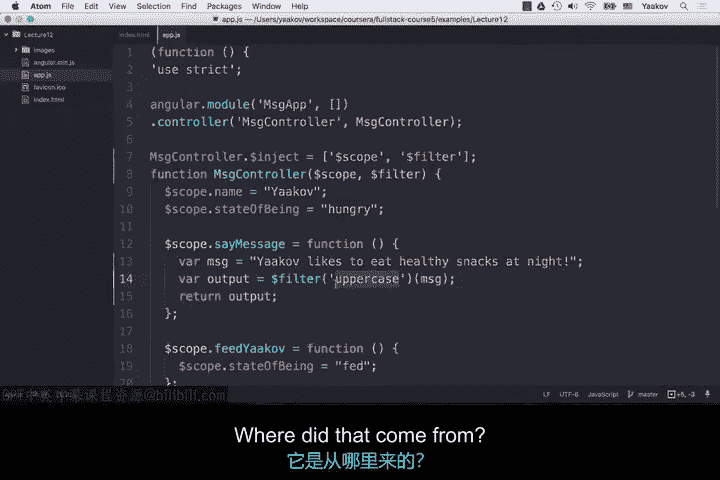 Atom File Edit View Selection Find Packages Window Help Yaakov
app.js — /Users/yaakov/workspace/coursera/fullstack-course5/examples/Lecture12
Lecture12
images
angular.min.js
app.js
favicon.ico
index.html
index.html app.js
1 (function () {
2 'use strict';
3
4 angular.module('MsgApp', [])
5 .controller('MsgController', MsgController);
6
7 MsgController.$inject = ['$scope', '$filter'];
8 function MsgController($scope, $filter) {
9 $scope.name = "Yaakov";
10 $scope.stateOfBeing = "hungry";
11
12 $scope.sayMessage = function () {
13 var msg = "Yaakov likes to eat healthy snacks at night!";
14 var output = $filter('uppercase')(msg);
15 return output;
16 };
17
18 $scope.feedYaakov = function () {
19 $scope.stateOfBeing = "fed";
20 };
LF UTF-8 JavaScript master +5, -3
@bilibili.com
Where did that come from?
它是从哪里来的?